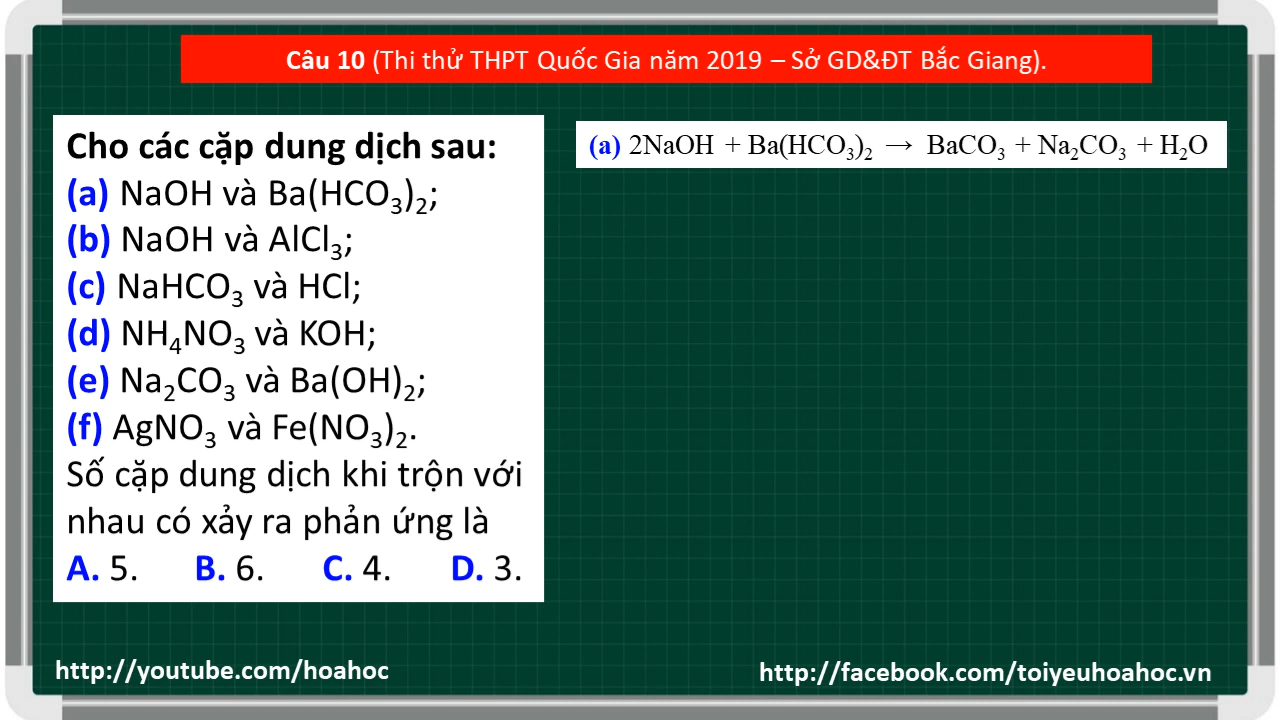 Câu 10 (Thi thử THPT Quốc Gia năm 2019 – Sở GD&ĐT Bắc Giang).
Cho các cặp dung dịch sau:
(a) NaOH và Ba(HCO₃)₂;
(b) NaOH và AlCl₃;
(c) NaHCO₃ và HCl;
(d) NH₄NO₃ và KOH;
(e) Na₂CO₃ và Ba(OH)₂;
(f) AgNO₃ và Fe(NO₃)₂.
Số cặp dung dịch khi trộn với
nhau có xảy ra phản ứng là
A. 5. B. 6. C. 4. D. 3.
(a) 2NaOH + Ba(HCO₃)₂ → BaCO₃ + Na₂CO₃ + H₂O
http://youtube.com/hoahoc
http://facebook.com/toiyeuhoahoc.vn